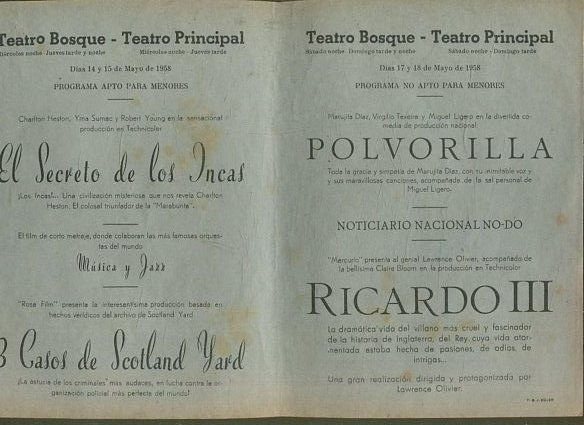 Teatro Bosque - Teatro Principal
Miércoles noche Jueves tarde y noche Miércoles noche - Jueves tarde
Días 14 y 15 de Mayo de 1958
PROGRAMA APTO PARA MENORES
Charlton Heston, Yma Sumac y Robert Young en la sensacional
producción en Technicolor
El Secreto de los Incas
¡Los Incas!... Una civilización misteriosa que nos revela Charlton
Heston. El colosal triunfador de la "Marabunta".
El film de corto metraje, donde colaboran las más famosas orques-
tas del mundo
Música y Jazz
"Rosa Film" presenta la interesantísima producción basada en
hechos verídicos del archivo de Scotland Yard
3 Casos de Scotland Yard
¡La astucia de los criminales más audaces, en lucha contra la or-
ganización policial más perfecta del mundo!
Teatro Bosque - Teatro Principal
Sábado noche Domingo tarde y noche Sábado noche - Domingo tarde
Días 17 y 18 de Mayo de 1958
PROGRAMA NO APTO PARA MENORES
Marujita Díaz, Virgilio Texeira y Miguel Ligero en la divertida co-
media de producción nacional
POLVORILLA
Toda la gracia y simpatía de Marujita Díaz, con tu inimitable voz y
y sus maravillosas canciones, acompañada de la sal personal de
Miguel Ligero.
NOTICIARIO NACIONAL NO-DO
"Mercurio" presenta al genial Lawrence Olivier, acompañado de
la bellísima Claire Bloom en la producción en Technicolor
RICARDO III
La dramática vida del villano más cruel y fascinador
de la historia de Inglaterra, del Rey, cuya vida ator-
mentada estaba hecha de pasiones, de odios, de
intrigas...
Una gran realización dirigida y protagonizada por
Lawrence Olivier.